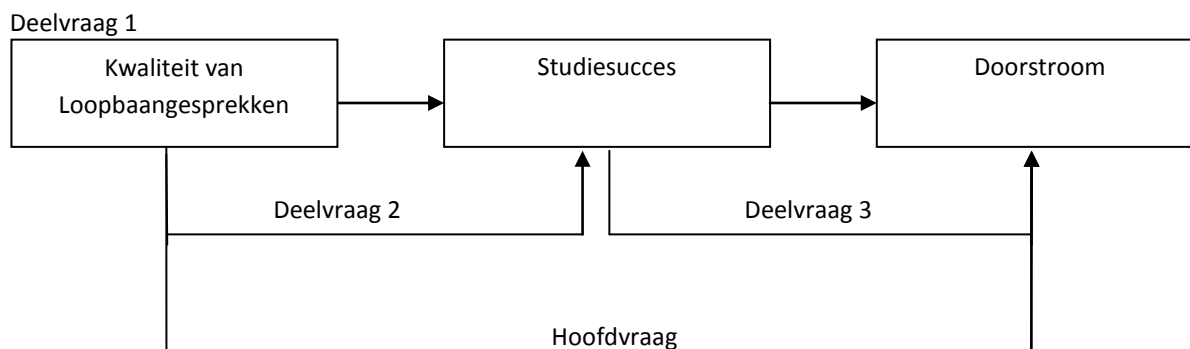 Deelvraag 1
Kwaliteit van
Loopbaangesprekken
Studiesucces
Doorstroom
Deelvraag 2
Deelvraag 3
Hoofdvraag